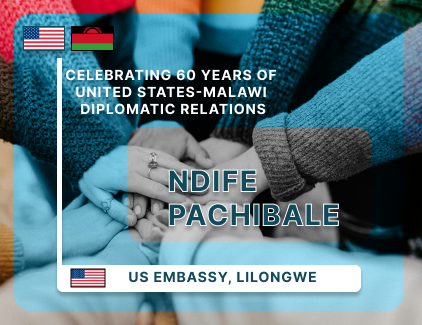 CELEBRATING 60 YEARS OF
UNITED STATES-MALAWI
DIPLOMATIC RELATIONS
NDIFE
PACHIBALE
US EMBASSY, LILONGWE